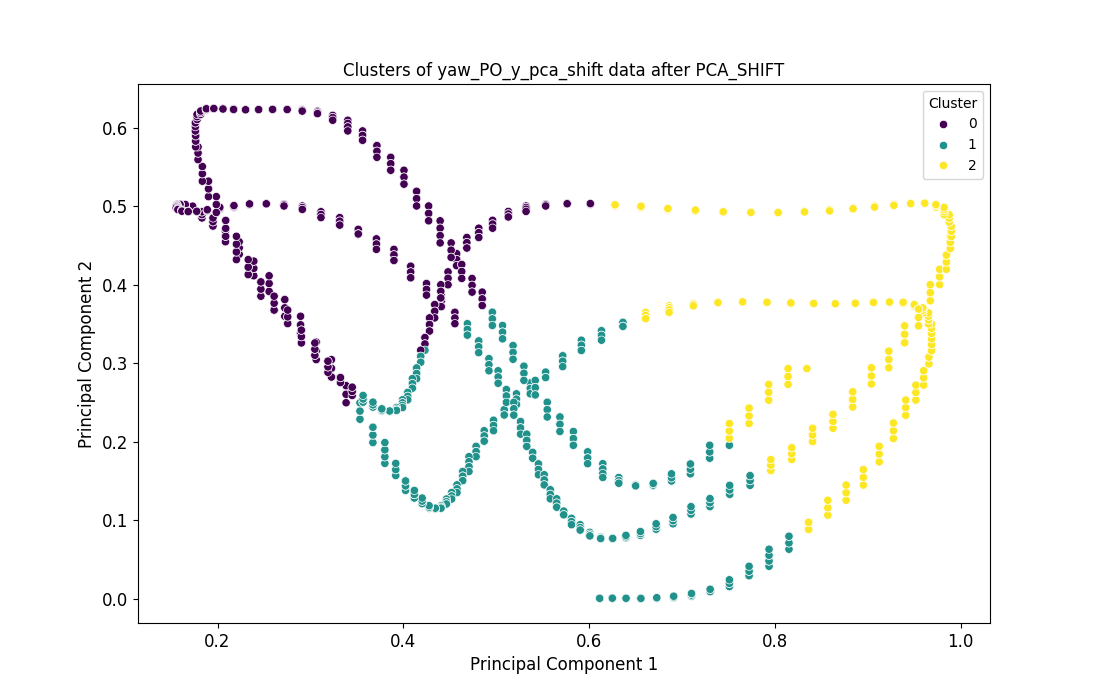 Clusters of yaw_PO_y_pca_shift data after PCA_SHIFT
Cluster
0
1
2
Principal Component 2
0.6
0.5
0.4
0.3
0.2
0.1
0.0
0.2 0.4 0.6 0.8 1.0
Principal Component 1